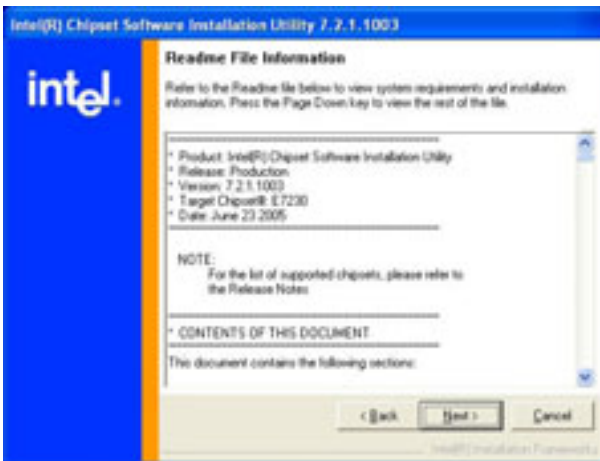 Intel(R) Chipset Software Installation Utility 7.2.1.1003
intel.
Readme File Information
Refer to the Readme file below to view system requirements and installation
information. Press the Page Down key to view the rest of the file.
* Product: Intel(R) Chipset Software Installation Utility
* Release: Production
* Version: 7.2.1.1003
* Target Chipset#: E7230
* Date: June 23 2005
NOTE:
For the list of supported chipsets, please refer to
the Release Notes
* CONTENTS OF THIS DOCUMENT
This document contains the following sections:
< Back
Next >
Cancel
Intel(R) Installation Frameworks